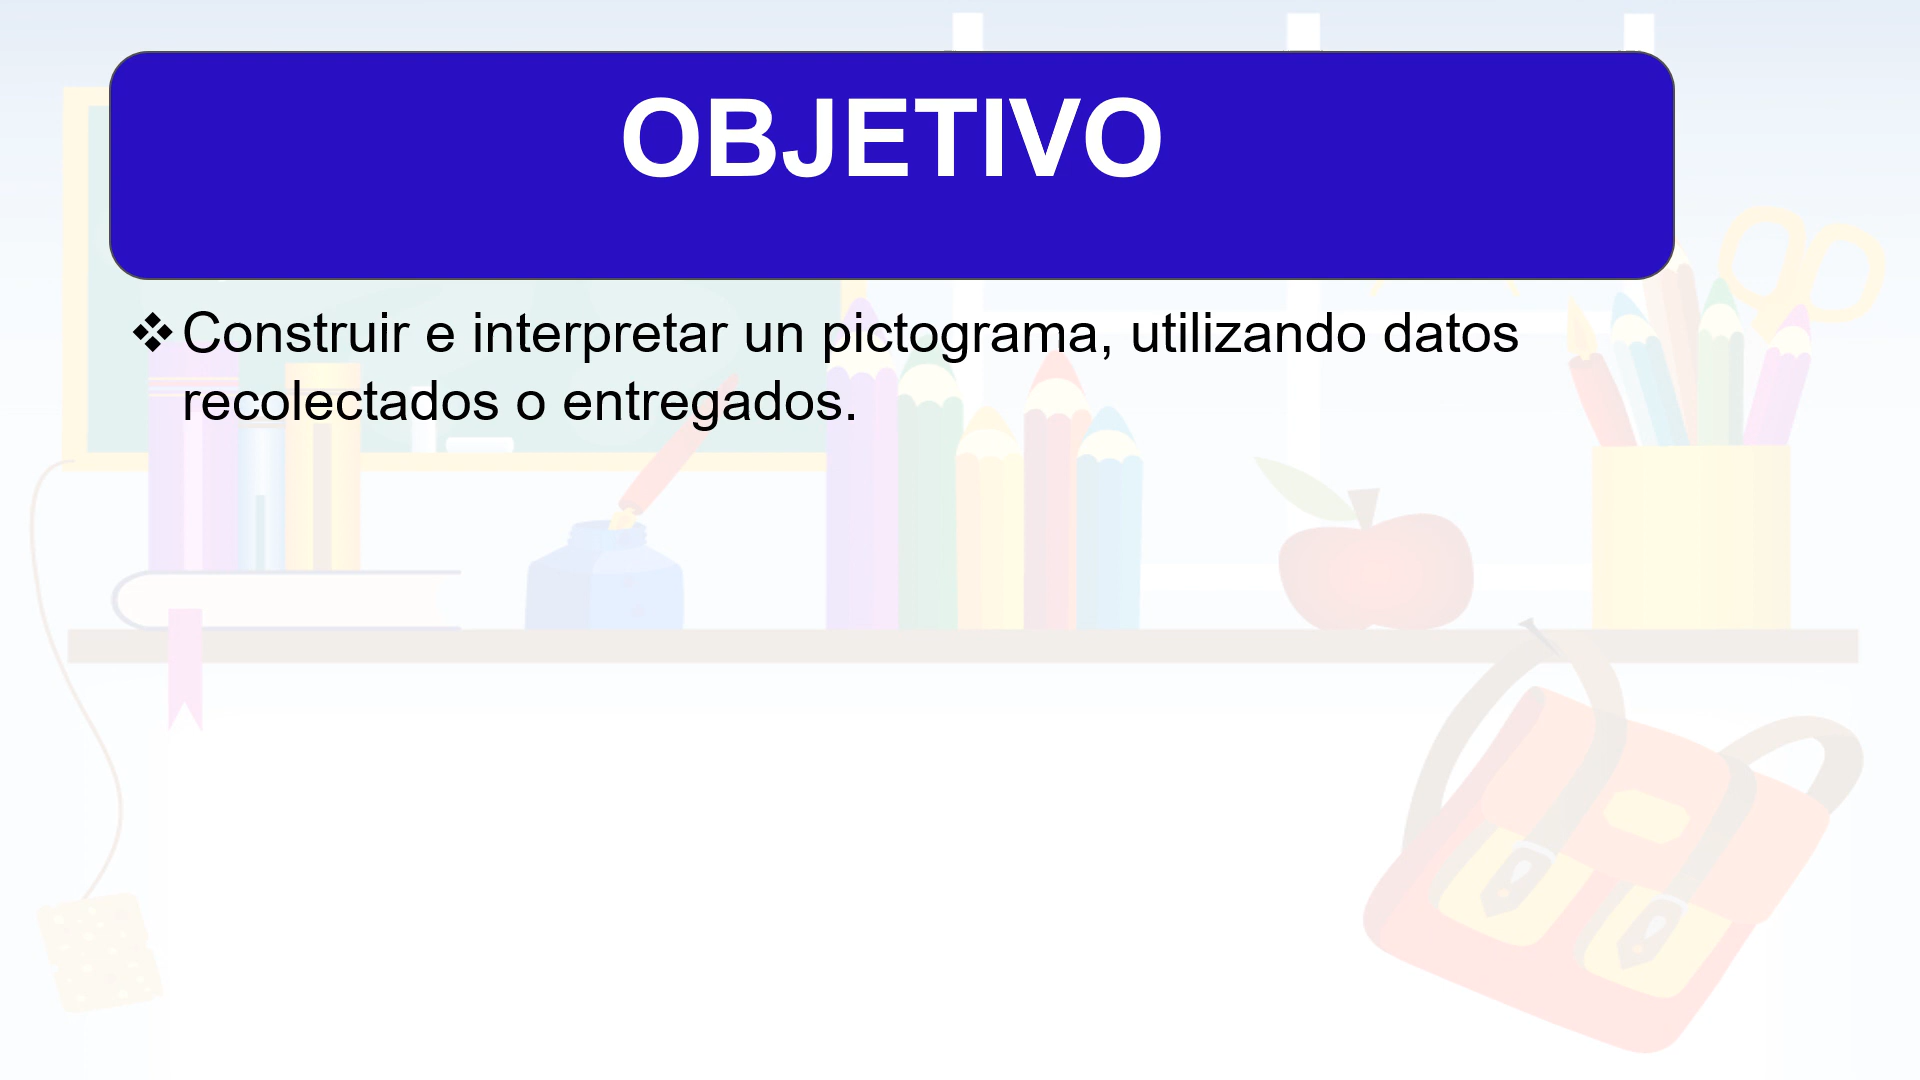 OBJETIVO
❖Construir e interpretar un pictograma, utilizando datos
recolectados o entregados.